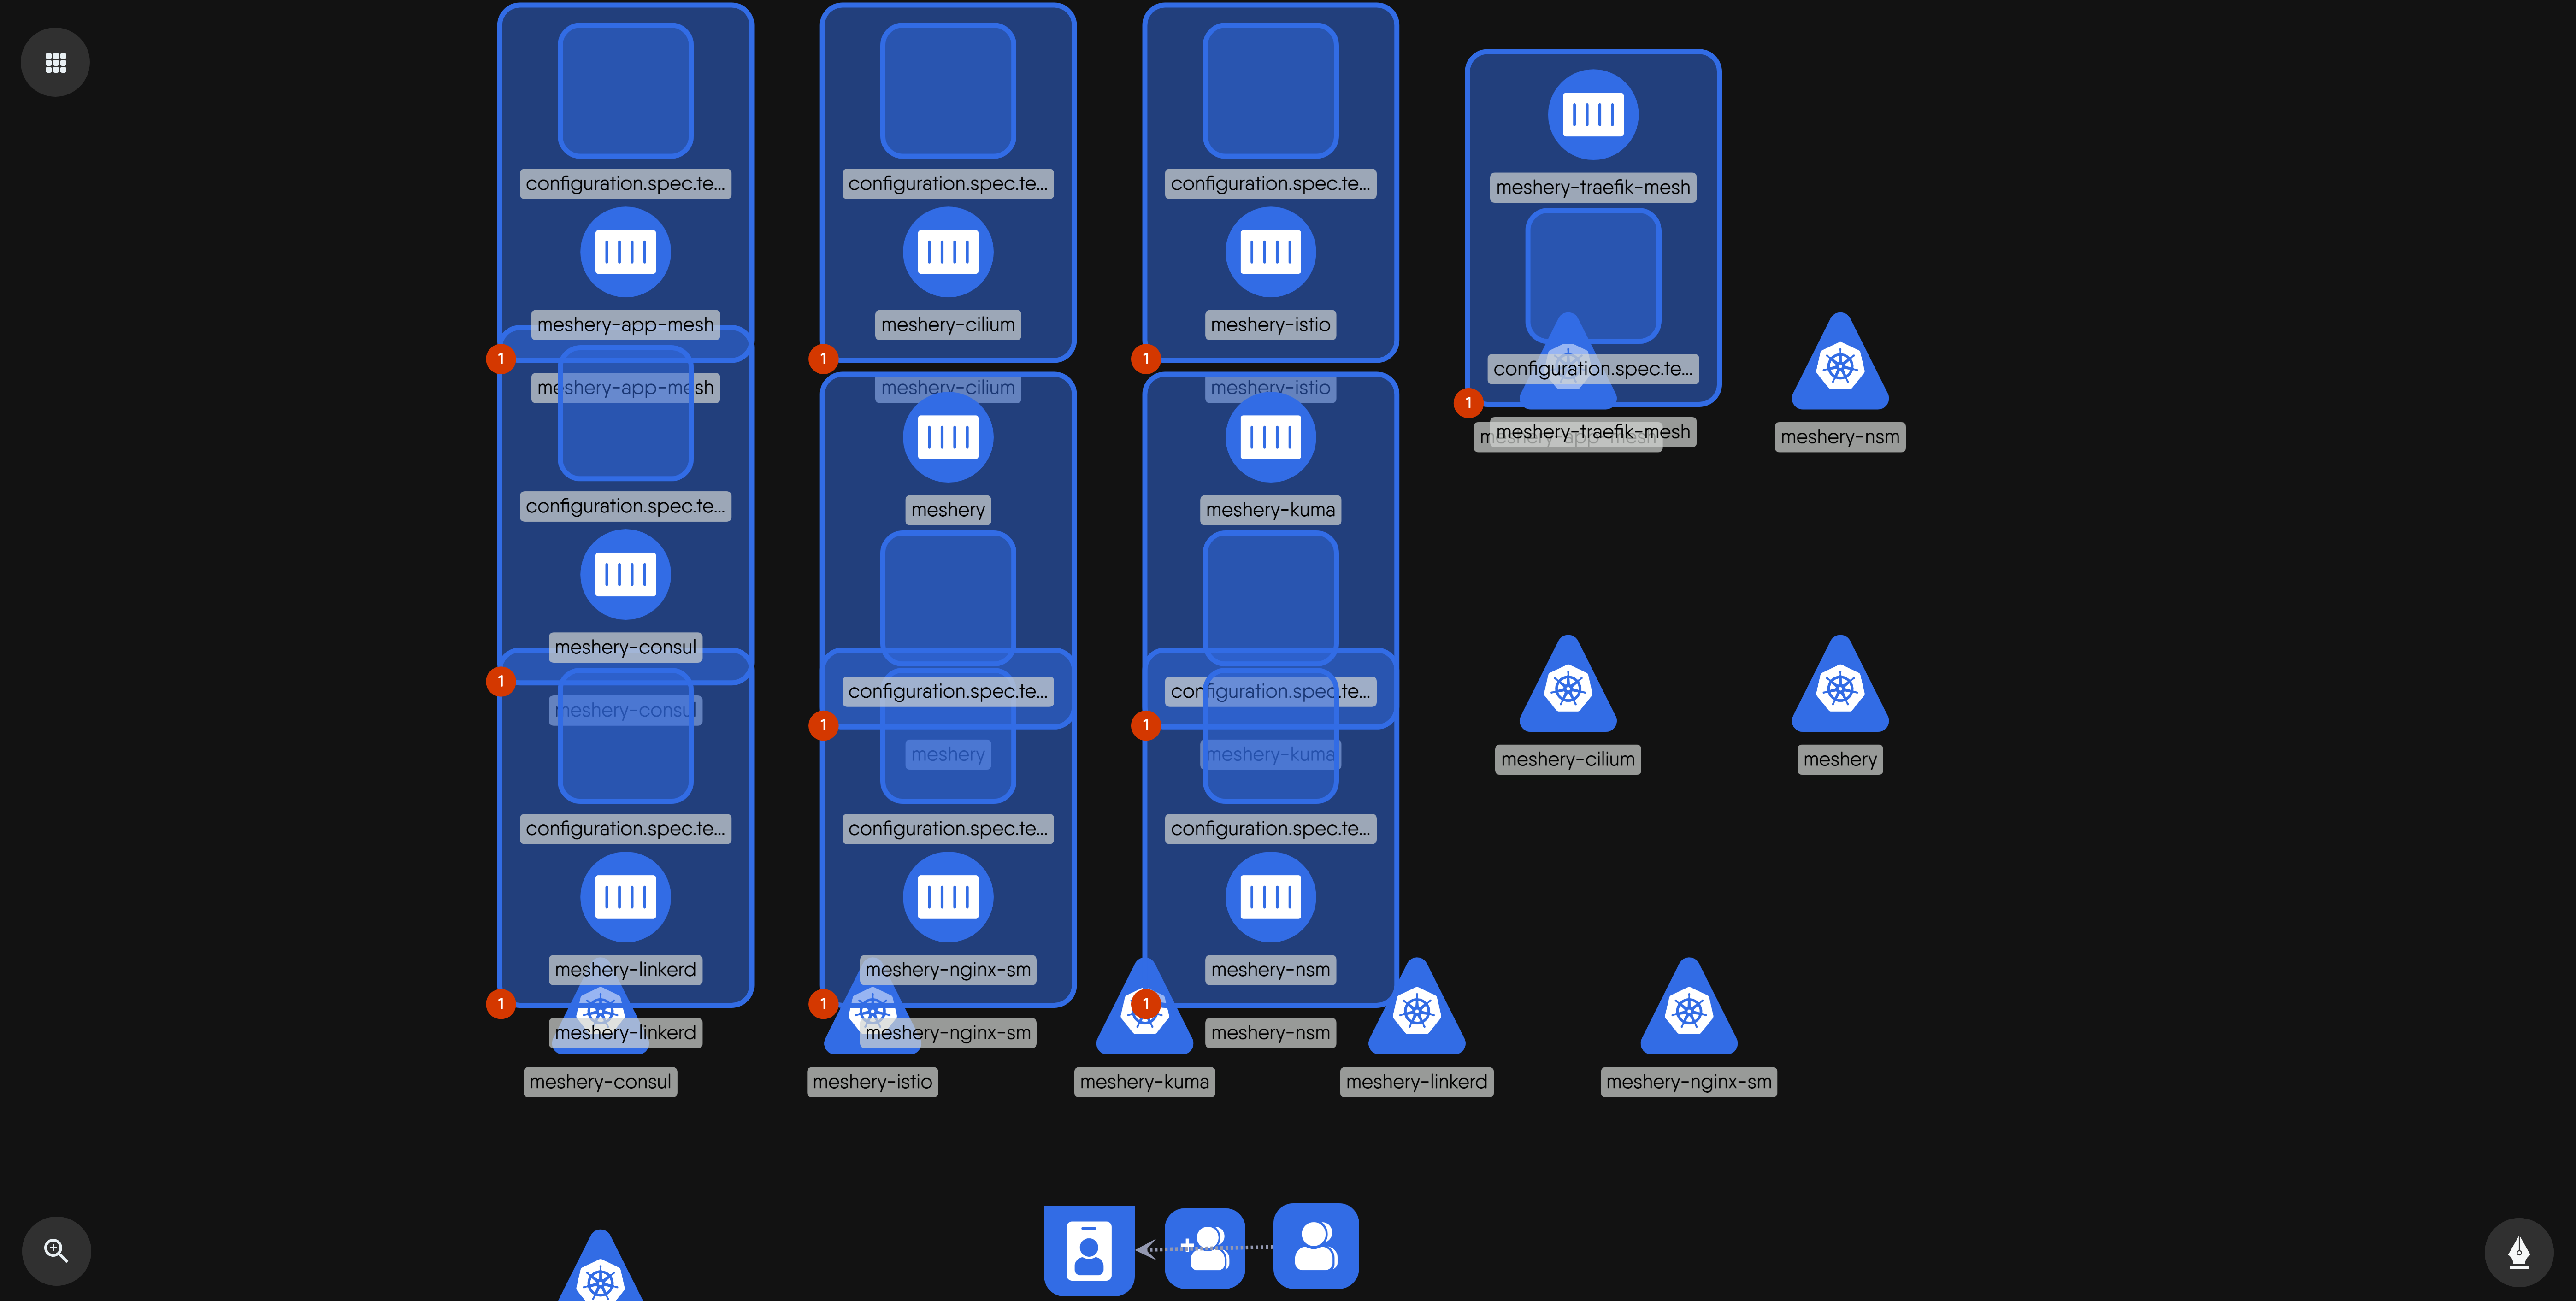 configuration.spec.te...
configuration.spec.te...
configuration.spec.te...
meshery-traefik-mesh
meshery-app-mesh
meshery-cilium
meshery-istio
1
1
1
configuration.spec.te...
meshery-app-mesh
meshery-cilium
meshery-istio
1
meshery-app-mesh
meshery-traefik-mesh
meshery-nsm
configuration.spec.te...
meshery
meshery-kuma
meshery-consul
1
configuration.spec.te...
configuration.spec.te...
meshery-consul
1
1
meshery
meshery-kuma
meshery-cilium
meshery
configuration.spec.te...
configuration.spec.te...
configuration.spec.te...
meshery-linkerd
meshery-nginx-sm
meshery-nsm
1
1
1
meshery-linkerd
meshery-nginx-sm
meshery-nsm
meshery-consul
meshery-istio
meshery-kuma
meshery-linkerd
meshery-nginx-sm